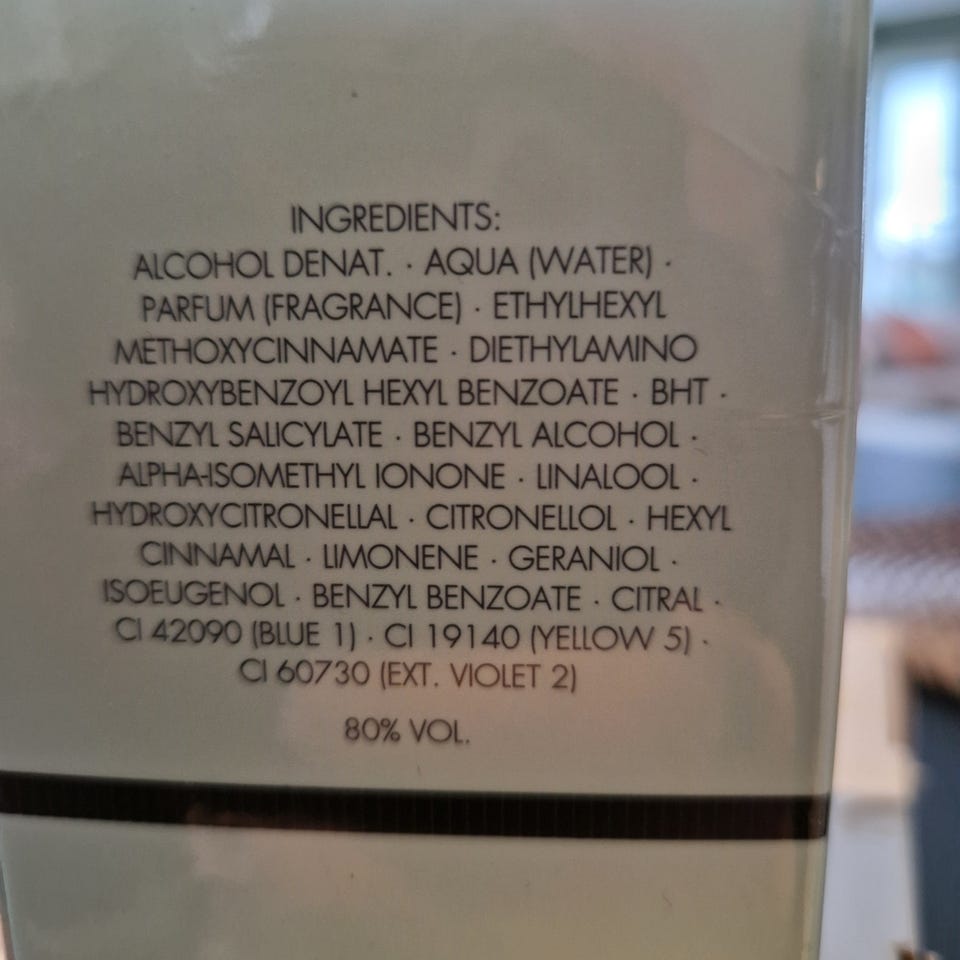 INGREDIENTS:
ALCOHOL DENAT. · AQUA (WATER) ·
PARFUM (FRAGRANCE) · ETHYLHEXYL
METHOXYCINNAMATE · DIETHYLAMINO
HYDROXYBENZOYL HEXYL BENZOATE · BHT ·
BENZYL SALICYLATE · BENZYL ALCOHOL ·
ALPHA-ISOMETHYL IONONE · LINALOOL ·
HYDROXYCITRONELLAL · CITRONELLOL · HEXYL
CINNAMAL · LIMONENE · GERANIOL ·
ISOEUGENOL · BENZYL BENZOATE · CITRAL ·
CI 42090 (BLUE 1) · CI 19140 (YELLOW 5) ·
CI 60730 (EXT. VIOLET 2)
80% VOL.